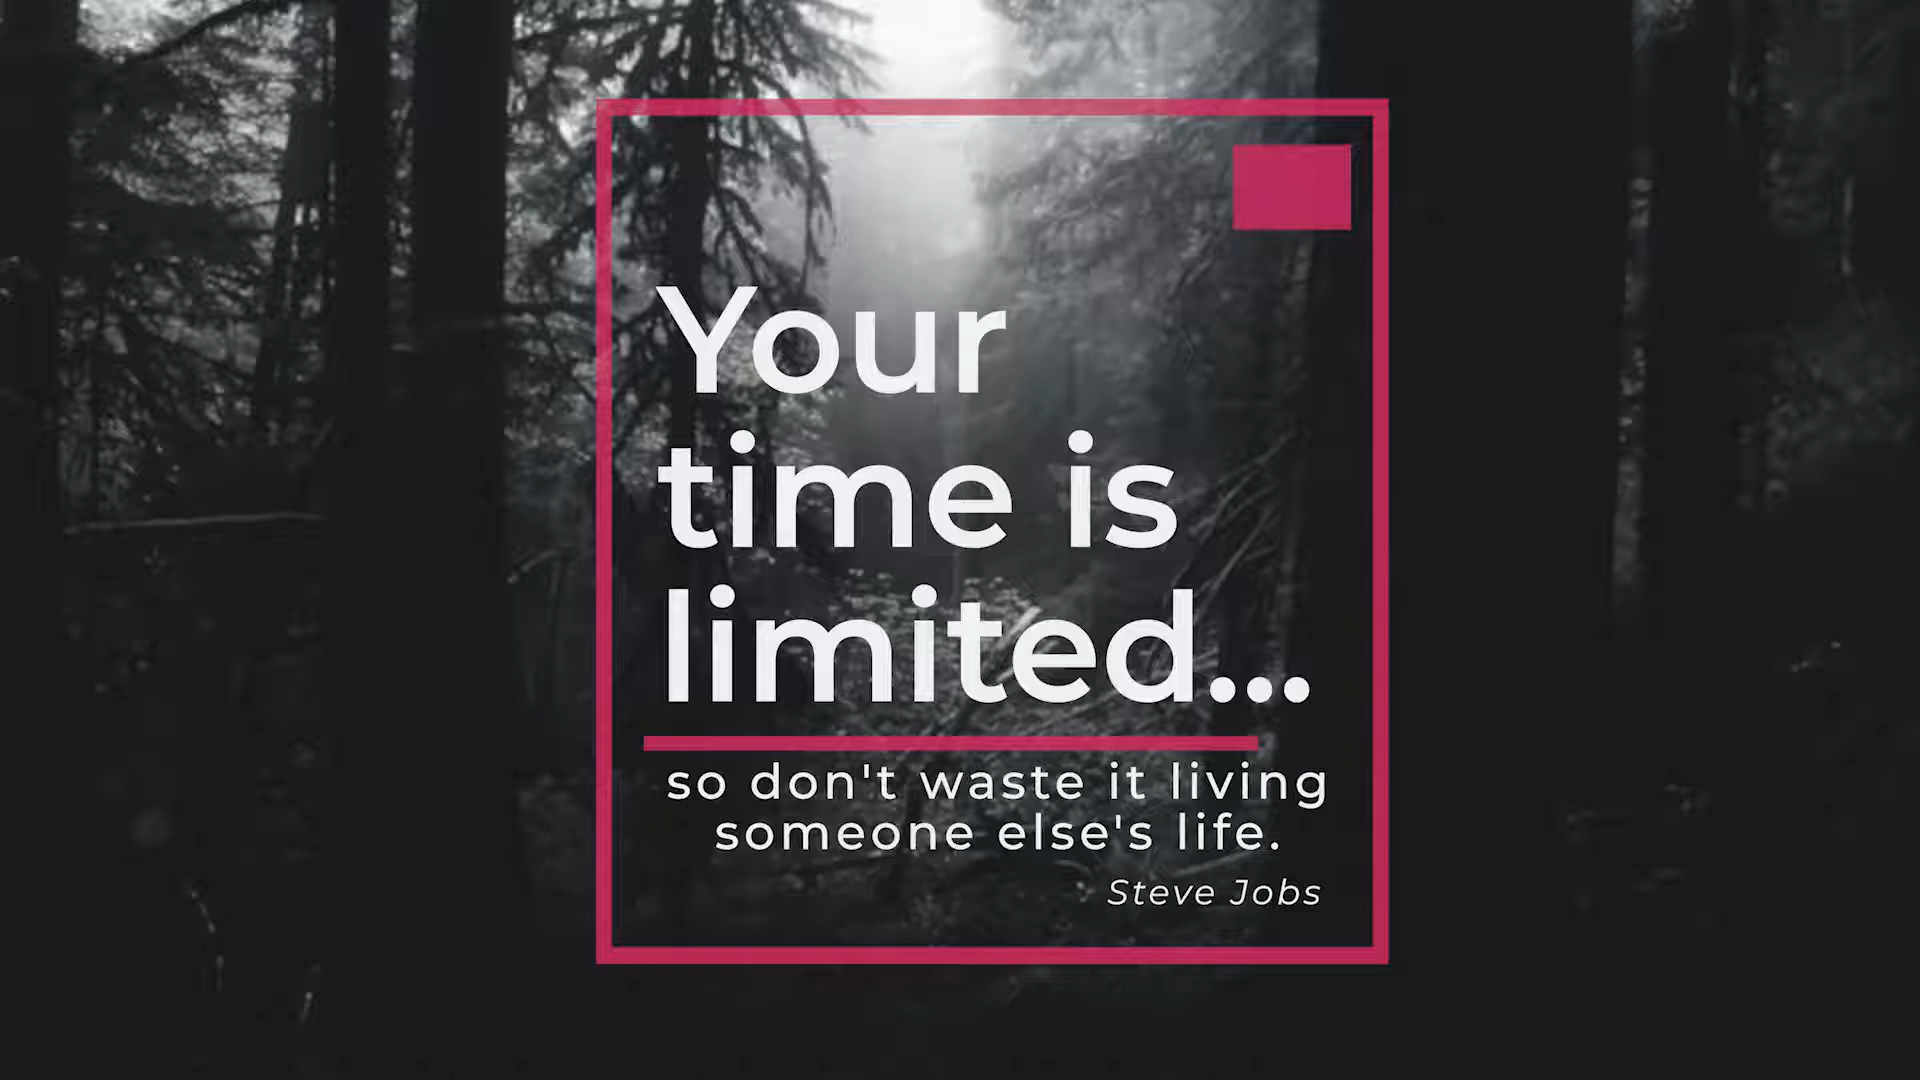 Your
time is
limited...
so don't waste it living
someone else's life.
Steve Jobs